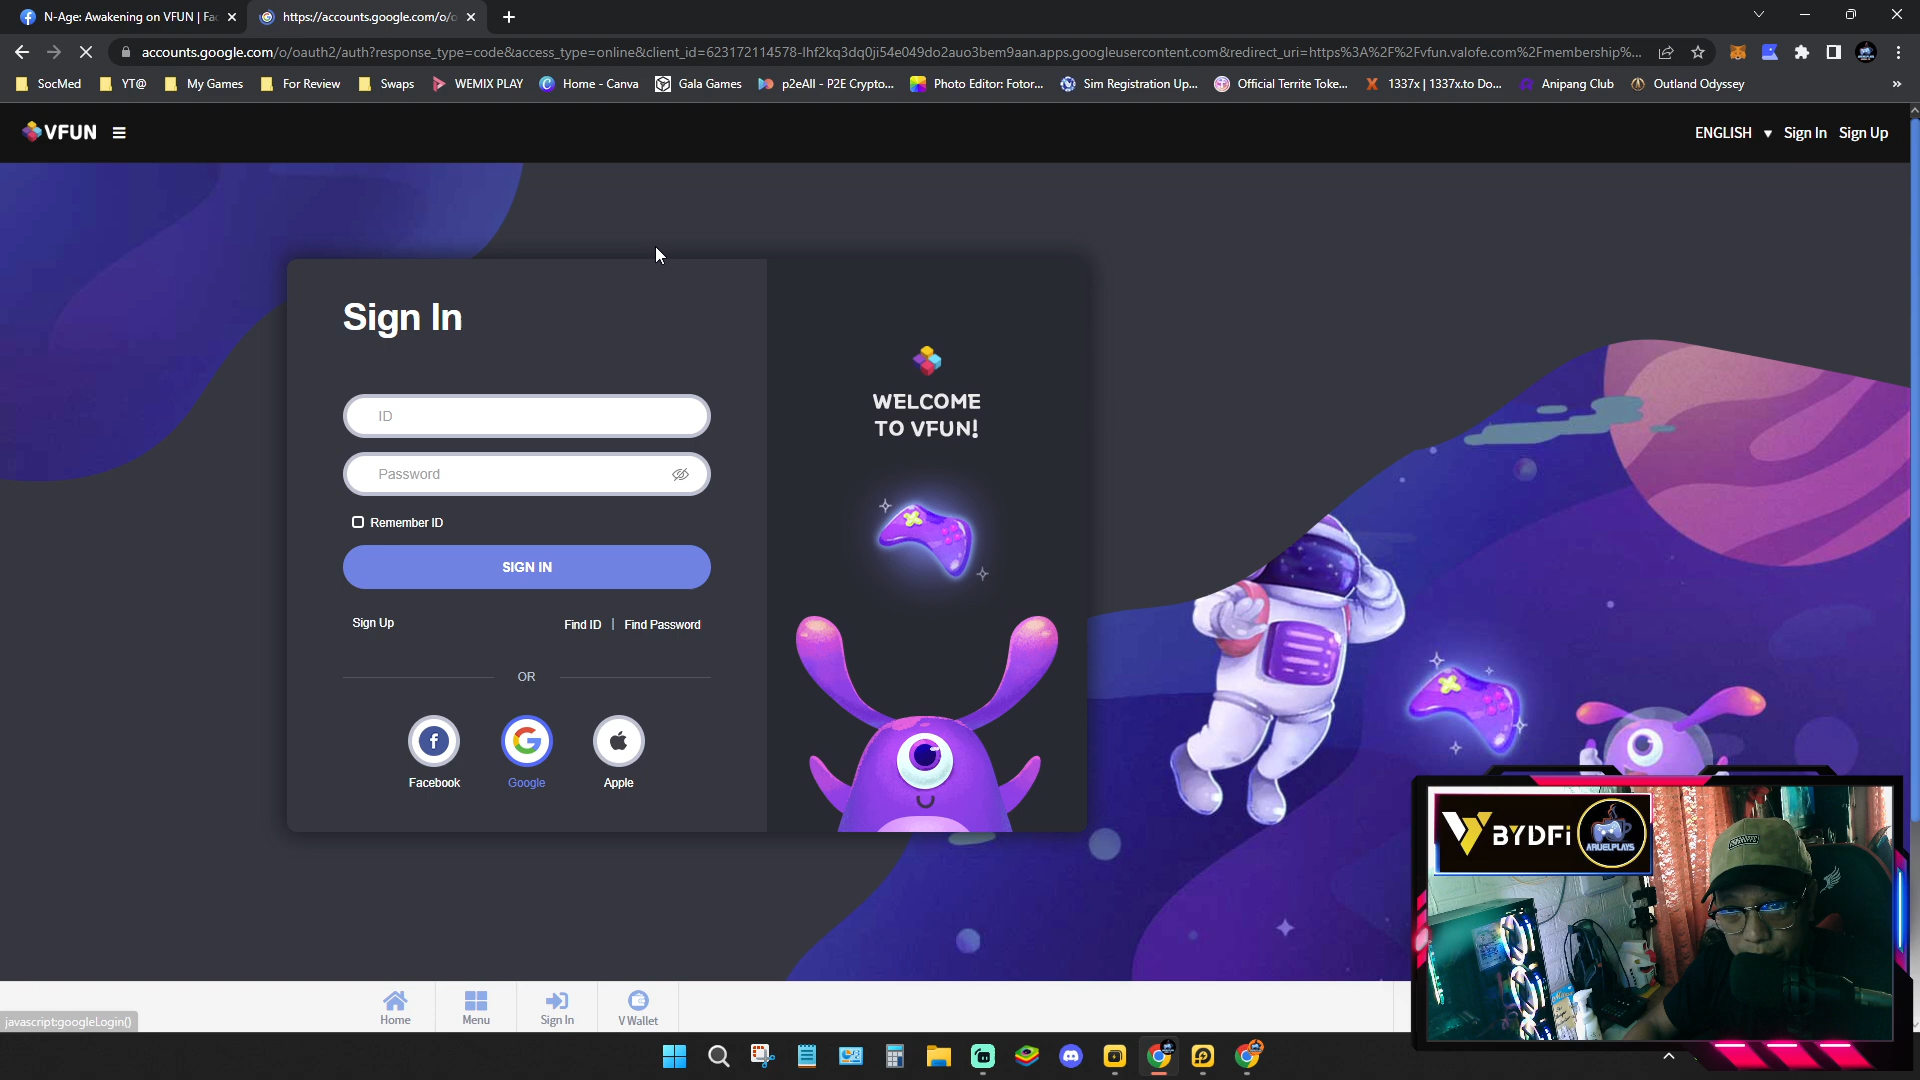 N-Age: Awakening on VFUN | Fac
https://accounts.google.com/o/o
accounts.google.com/o/oauth2/auth?response_type=code&access_type=online&client_id=623172114578-lhf2kq3dq0ji54e049do2auo3bem9aan.apps.googleusercontent.com&redirect_uri=https%3A%2F%2Fvfun.valofe.com%2Fmembership%...
SocMed
YT@
My Games
For Review
Swaps
WEMIX PLAY
Home - Canva
Gala Games
p2eAll - P2E Crypto...
Photo Editor: Fotor...
Sim Registration Up...
Official Territe Toke...
1337x | 1337x.to Do...
Anipang Club
Outland Odyssey
VFUN
ENGLISH
Sign In
Sign Up
Sign In
ID
Password
Remember ID
SIGN IN
Sign Up
Find ID | Find Password
OR
Facebook
Google
Apple
WELCOME
TO VFUN!
BYDFi
ARUELPLAYS
Home
Menu
Sign In
V Wallet
javascript:googleLogin()